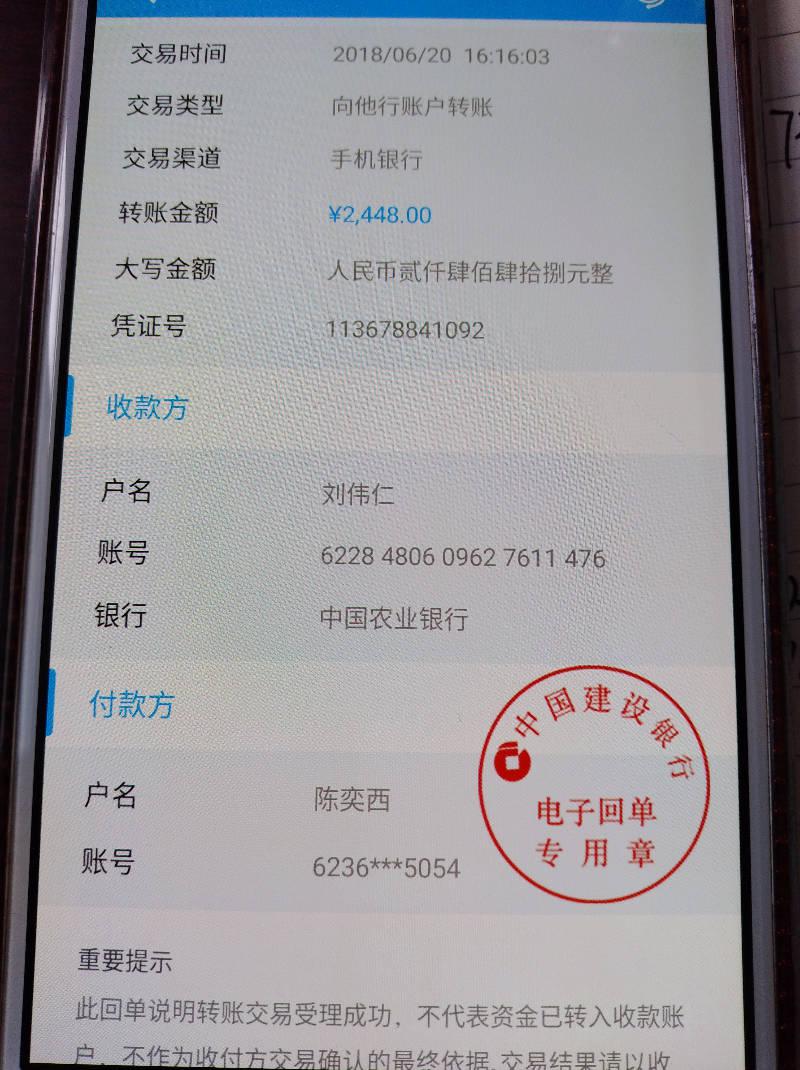 交易时间 2018/06/20 16:16:03
交易类型 向他行账户转账
交易渠道 手机银行
转账金额 ¥2,448.00
大写金额 人民币贰仟肆佰肆拾捌元整
凭证号 113678841092
收款方
户名 刘伟仁
账号 6228 4806 0962 7611 476
银行 中国农业银行
付款方
中国建设银行
户名 陈奕西
电子回单
专用章
账号 6236***5054
重要提示
此回单说明转账交易受理成功，不代表资金已转入收款账
户，不作为收付方交易确认的最终依据,交易结果请以收